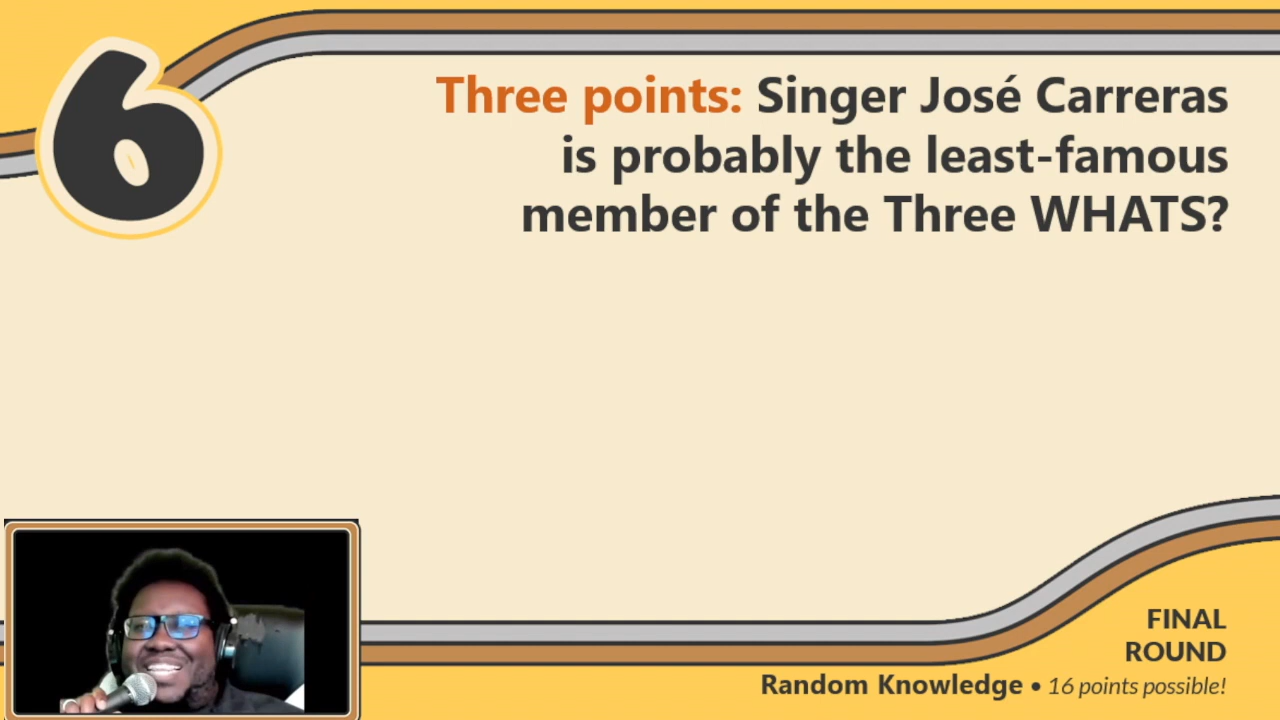 6
Three points: Singer José Carreras
is probably the least-famous
member of the Three WHATS?
FINAL
ROUND
Random Knowledge • 16 points possible!